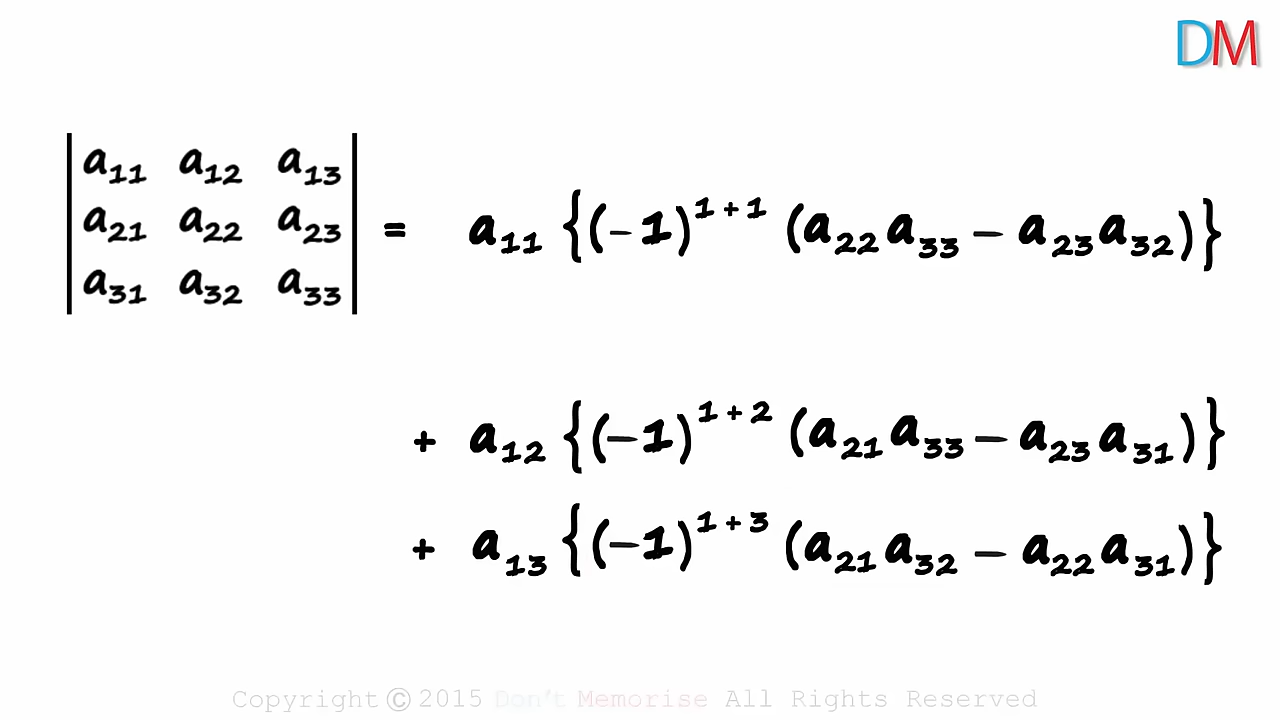 DM
a₁₁ a₁₂ a₁₃
a₂₁ a₂₂ a₂₃
a₃₁ a₃₂ a₃₃
= a₁₁ {(-1)¹⁺¹ (a₂₂a₃₃ – a₂₃a₃₂)}
+ a₁₂ {(–1)¹⁺² (a₂₁a₃₃ – a₂₃a₃₁)}
+ a₁₃ {(–1)¹⁺³ (a₂₁a₃₂ – a₂₂a₃₁)}
Copyright © 2015 Don't Memorise All Rights Reserved